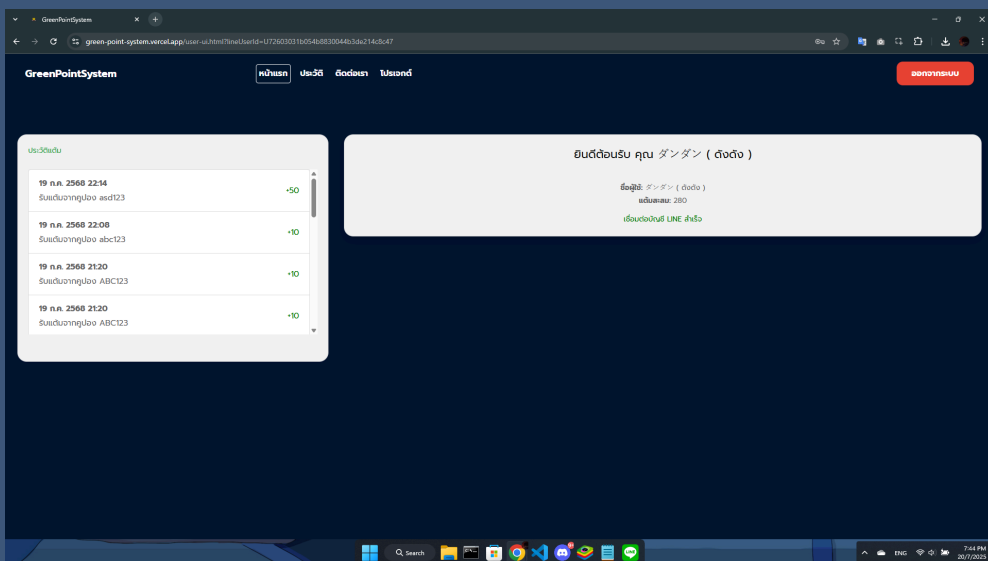 GreenPointSystem
green-point-system.vercel.app/user-ui.html?lineUserId=U72603031b054b8830044b3de214c8c47
GreenPointSystem
หน้าแรก ประวัติ ติดต่อเรา โปรเจกต์
ออกจากระบบ
ประวัติแต้ม
19 ก.ค. 2568 22:14
รับแต้มจากคูปอง asd123
+50
19 ก.ค. 2568 22:08
รับแต้มจากคูปอง abc123
+10
19 ก.ค. 2568 21:20
รับแต้มจากคูปอง ABC123
+10
19 ก.ค. 2568 21:20
รับแต้มจากคูปอง ABC123
+10
ยินดีต้อนรับ คุณ ダンダン ( ดังดัง )
ชื่อผู้ใช้: ダンダン ( ดังดัง )
แต้มสะสม: 280
เชื่อมต่อบัญชี LINE สำเร็จ
Search
ENG
7:44 PM
20/7/2025